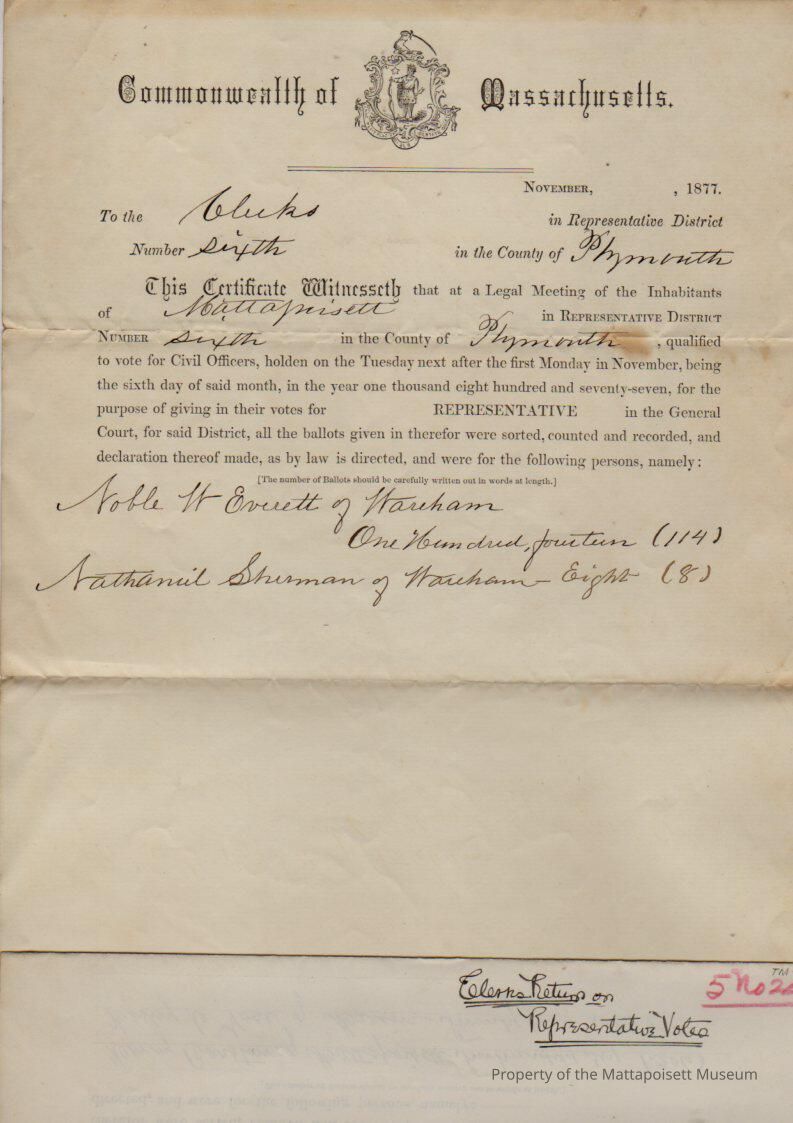 Commonwealth of Massachusetts.
November, , 1877.
To the Clerks in Representative District
Number sixth in the County of Plymouth
This Certificate Witnesseth that at a Legal Meeting of the Inhabitants
of Mattapoisett in Representative District
Number sixth in the County of Plymouth , qualified
to vote for Civil Officers, holden on the Tuesday next after the first Monday in November, being
the sixth day of said month, in the year one thousand eight hundred and seventy-seven, for the
purpose of giving in their votes for REPRESENTATIVE in the General
Court, for said District, all the ballots given in therefor were sorted, counted and recorded, and
declaration thereof made, as by law is directed, and were for the following persons, namely:
[The number of Ballots should be carefully written out in words at length.]
Noble W Everett of Wareham
One Hundred, fourteen (114)
Nathaniel Sherman of Wareham – Eight (8)
TM
Clerks Return on 5 No 2
Representative Votes
Property of the Mattapoisett Museum